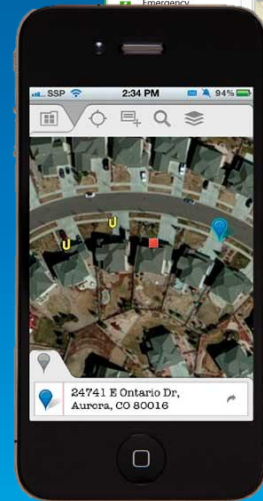 Emergency
SSP 2:34 PM 94%
U
U
24741 E Ontario Dr,
Aurora, CO 80016